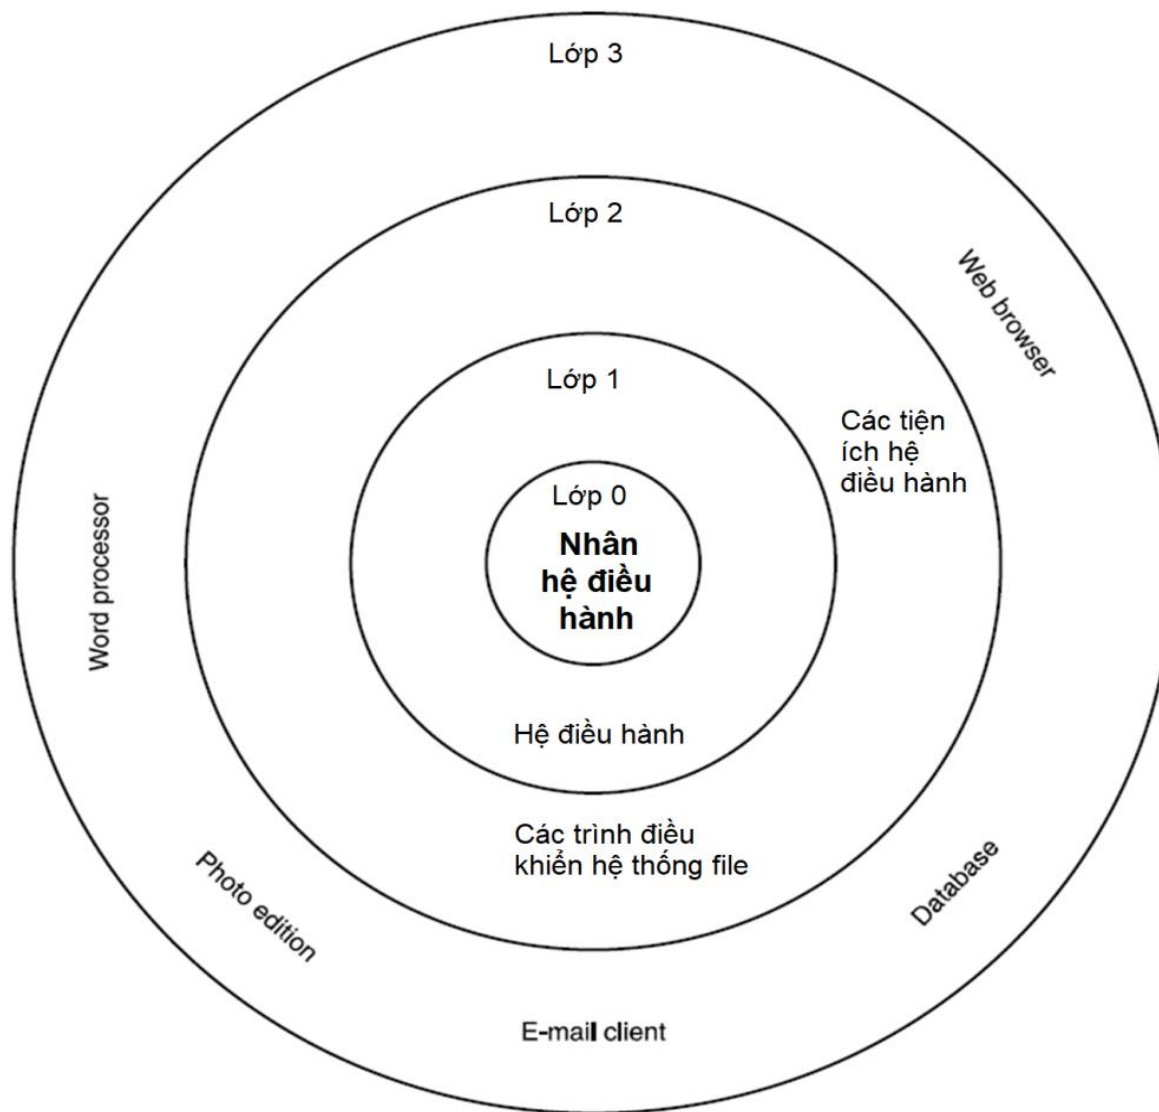 Lớp 3
Lớp 2
Web browser
Lớp 1
Các tiện
ích hệ
điều hành
Lớp 0
Nhân
hệ điều
hành
Word processor
Hệ điều hành
Các trình điều
khiển hệ thống file
Photo edition
Database
E-mail client